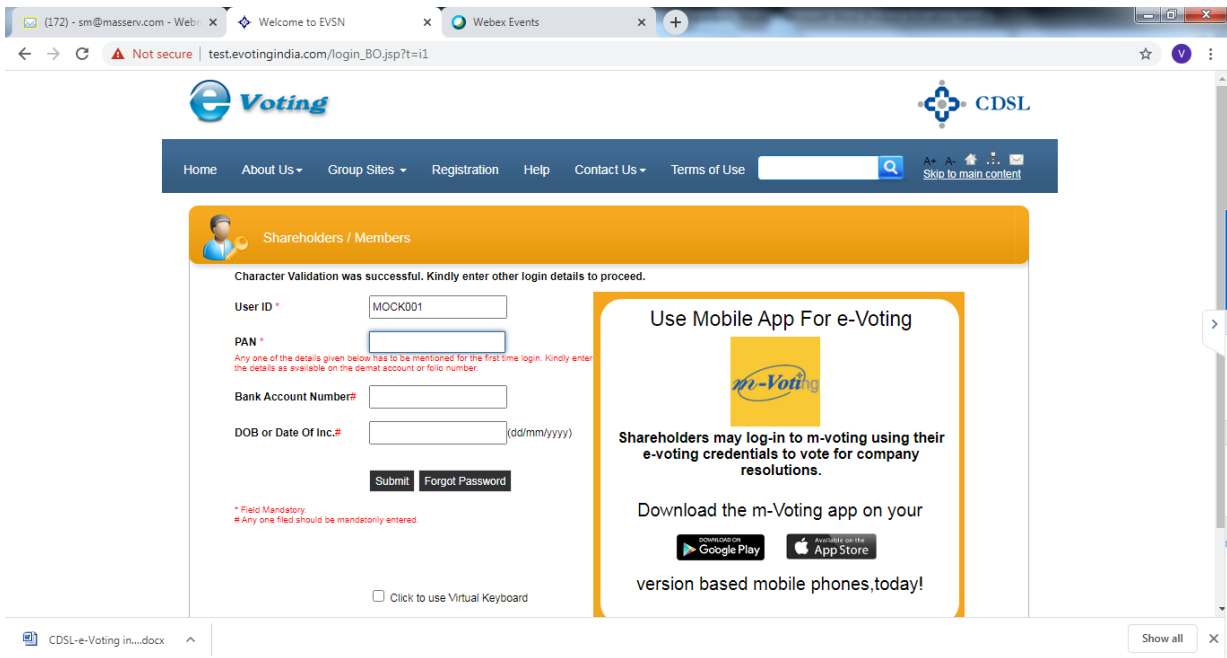 (172) - sm@masserv.com - Webm
Welcome to EVSN
Webex Events
Not secure | test.evotingindia.com/login_BO.jsp?t=i1
V
e Voting
CDSL
Home About Us Group Sites Registration Help Contact Us Terms of Use
A+ A-
Skip to main content
Shareholders / Members
Character Validation was successful. Kindly enter other login details to proceed.
User ID *
MOCK001
PAN *
Any one of the details given below has to be mentioned for the first time login. Kindly enter
the details as available on the demat account or folio number.
Bank Account Number#
DOB or Date Of Inc.#
(dd/mm/yyyy)
Submit
Forgot Password
* Field Mandatory.
# Any one filed should be mandatorily entered.
Click to use Virtual Keyboard
Use Mobile App For e-Voting
m-Voting
Shareholders may log-in to m-voting using their
e-voting credentials to vote for company
resolutions.
Download the m-Voting app on your
DOWNLOAD ON
Google Play
Available on the
App Store
version based mobile phones,today!
CDSL-e-Voting in....docx
Show all